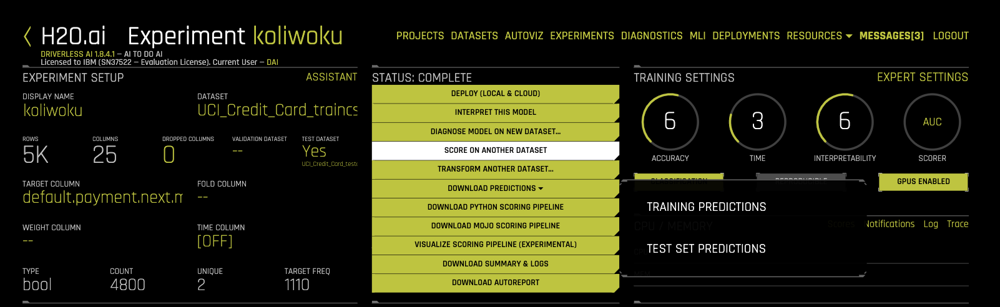 H2O.ai Experiment koliwoku
PROJECTS DATASETS AUTOVIZ EXPERIMENTS DIAGNOSTICS MLI DEPLOYMENTS RESOURCES MESSAGES[3] LOGOUT
DRIVERLESS AI 1.8.4.1 – AI TO DO AI
Licensed to IBM (SN37522 – Evaluation License). Current User – DAI
EXPERIMENT SETUP ASSISTANT
DISPLAY NAME DATASET
koliwoku UCI_Credit_Card_traincs
ROWS COLUMNS DROPPED COLUMNS VALIDATION DATASET TEST DATASET
5K 25 0 -- Yes
UCI_Credit_Card_testc
TARGET COLUMN FOLD COLUMN
default.payment.next.m --
WEIGHT COLUMN TIME COLUMN
-- [OFF]
TYPE COUNT UNIQUE TARGET FREQ
bool 4800 2 1110
STATUS: COMPLETE
DEPLOY (LOCAL & CLOUD)
INTERPRET THIS MODEL
DIAGNOSE MODEL ON NEW DATASET...
SCORE ON ANOTHER DATASET
TRANSFORM ANOTHER DATASET...
DOWNLOAD PREDICTIONS
DOWNLOAD PYTHON SCORING PIPELINE
DOWNLOAD MOJO SCORING PIPELINE
VISUALIZE SCORING PIPELINE (EXPERIMENTAL)
DOWNLOAD SUMMARY & LOGS
DOWNLOAD AUTOREPORT
TRAINING SETTINGS EXPERT SETTINGS
6 3 6 AUC
ACCURACY TIME INTERPRETABILITY SCORER
CLASSIFICATION REPRODUCIBLE GPUS ENABLED
TRAINING PREDICTIONS
CPU / MEMORY Scores Notifications Log Trace
TEST SET PREDICTIONS